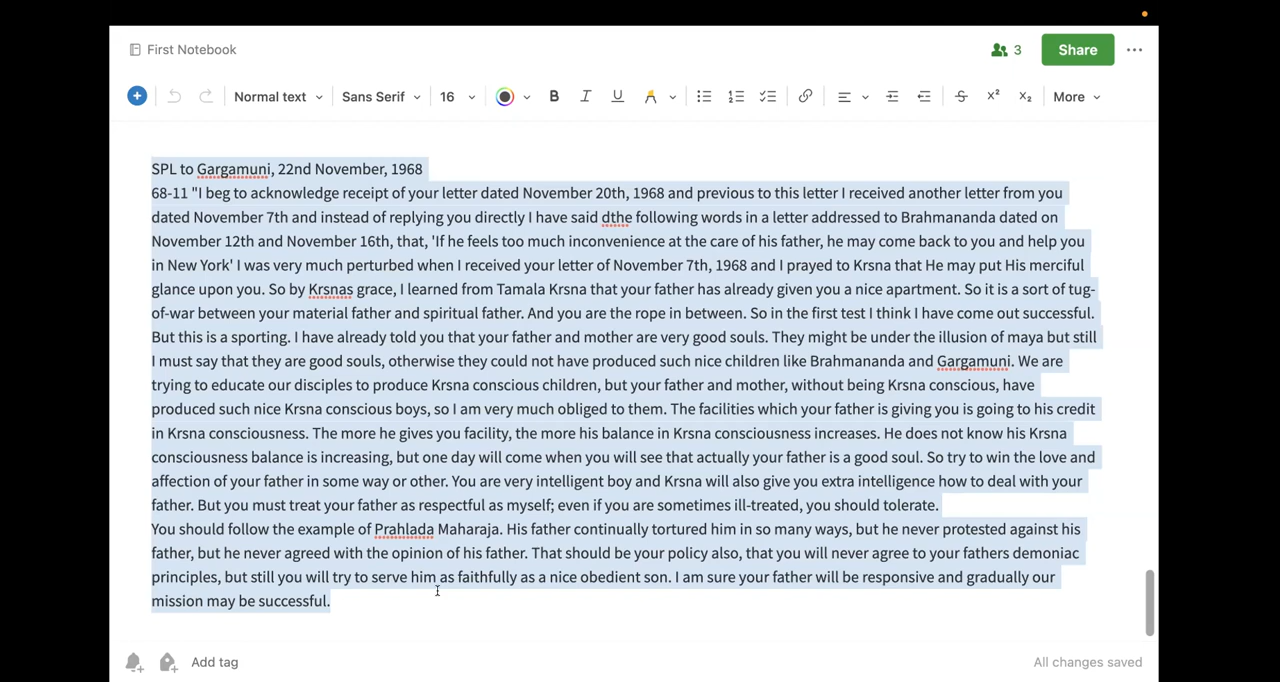 First Notebook
3
Share
Normal text
Sans Serif
16
B I U A
x² x₂
More
SPL to Gargamuni, 22nd November, 1968
68-11 "I beg to acknowledge receipt of your letter dated November 20th, 1968 and previous to this letter I received another letter from you
dated November 7th and instead of replying you directly I have said dthe following words in a letter addressed to Brahmananda dated on
November 12th and November 16th, that, 'If he feels too much inconvenience at the care of his father, he may come back to you and help you
in New York' I was very much perturbed when I received your letter of November 7th, 1968 and I prayed to Krsna that He may put His merciful
glance upon you. So by Krsnas grace, I learned from Tamala Krsna that your father has already given you a nice apartment. So it is a sort of tug-
of-war between your material father and spiritual father. And you are the rope in between. So in the first test I think I have come out successful.
But this is a sporting. I have already told you that your father and mother are very good souls. They might be under the illusion of maya but still
I must say that they are good souls, otherwise they could not have produced such nice children like Brahmananda and Gargamuni. We are
trying to educate our disciples to produce Krsna conscious children, but your father and mother, without being Krsna conscious, have
produced such nice Krsna conscious boys, so I am very much obliged to them. The facilities which your father is giving you is going to his credit
in Krsna consciousness. The more he gives you facility, the more his balance in Krsna consciousness increases. He does not know his Krsna
consciousness balance is increasing, but one day will come when you will see that actually your father is a good soul. So try to win the love and
affection of your father in some way or other. You are very intelligent boy and Krsna will also give you extra intelligence how to deal with your
father. But you must treat your father as respectful as myself; even if you are sometimes ill-treated, you should tolerate.
You should follow the example of Prahlada Maharaja. His father continually tortured him in so many ways, but he never protested against his
father, but he never agreed with the opinion of his father. That should be your policy also, that you will never agree to your fathers demoniac
principles, but still you will try to serve him as faithfully as a nice obedient son. I am sure your father will be responsive and gradually our
mission may be successful.
Add tag
All changes saved